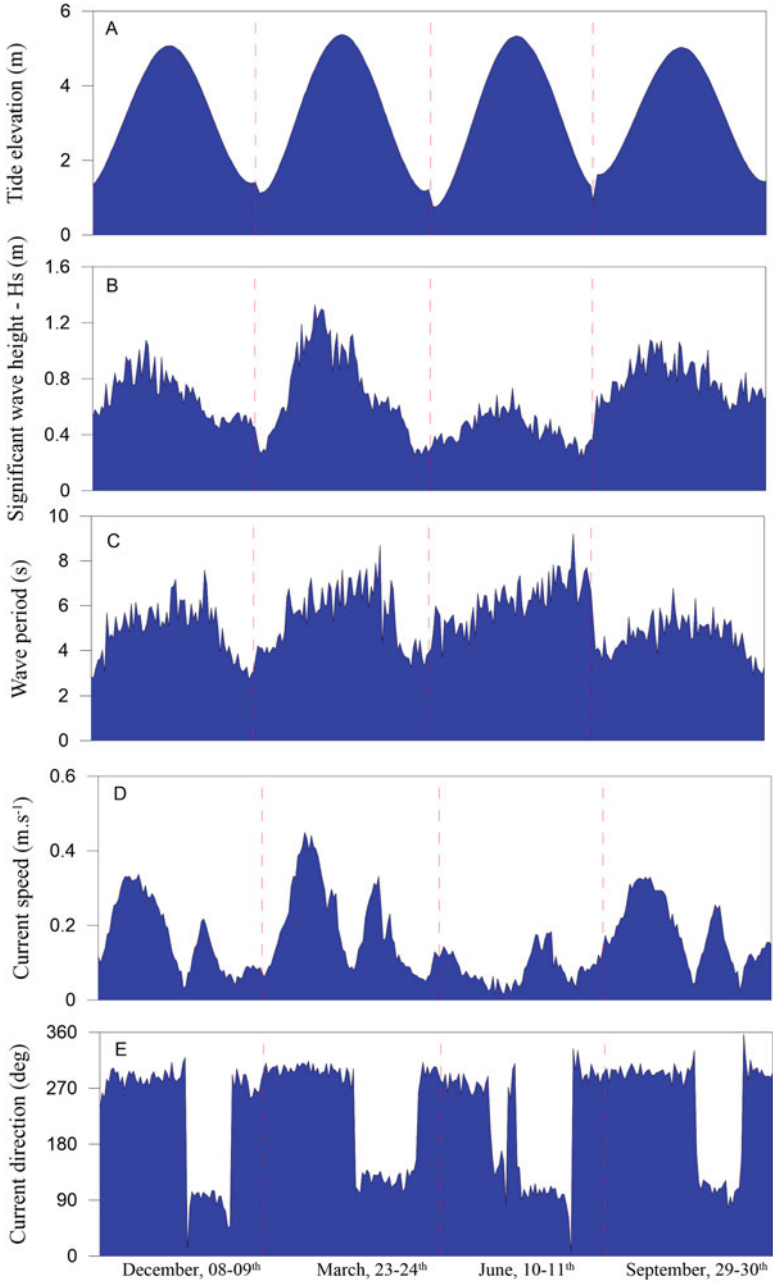 A
Tide elevation (m)
6
4
2
0
B
Significant wave height - Hs (m)
1.6
1.2
0.8
0.4
0
C
Wave period (s)
10
8
6
4
2
0
D
Current speed (m.s⁻¹)
0.6
0.4
0.2
0
E
Current direction (deg)
360
270
180
90
0
December, 08-09th March, 23-24th June, 10-11th September, 29-30th